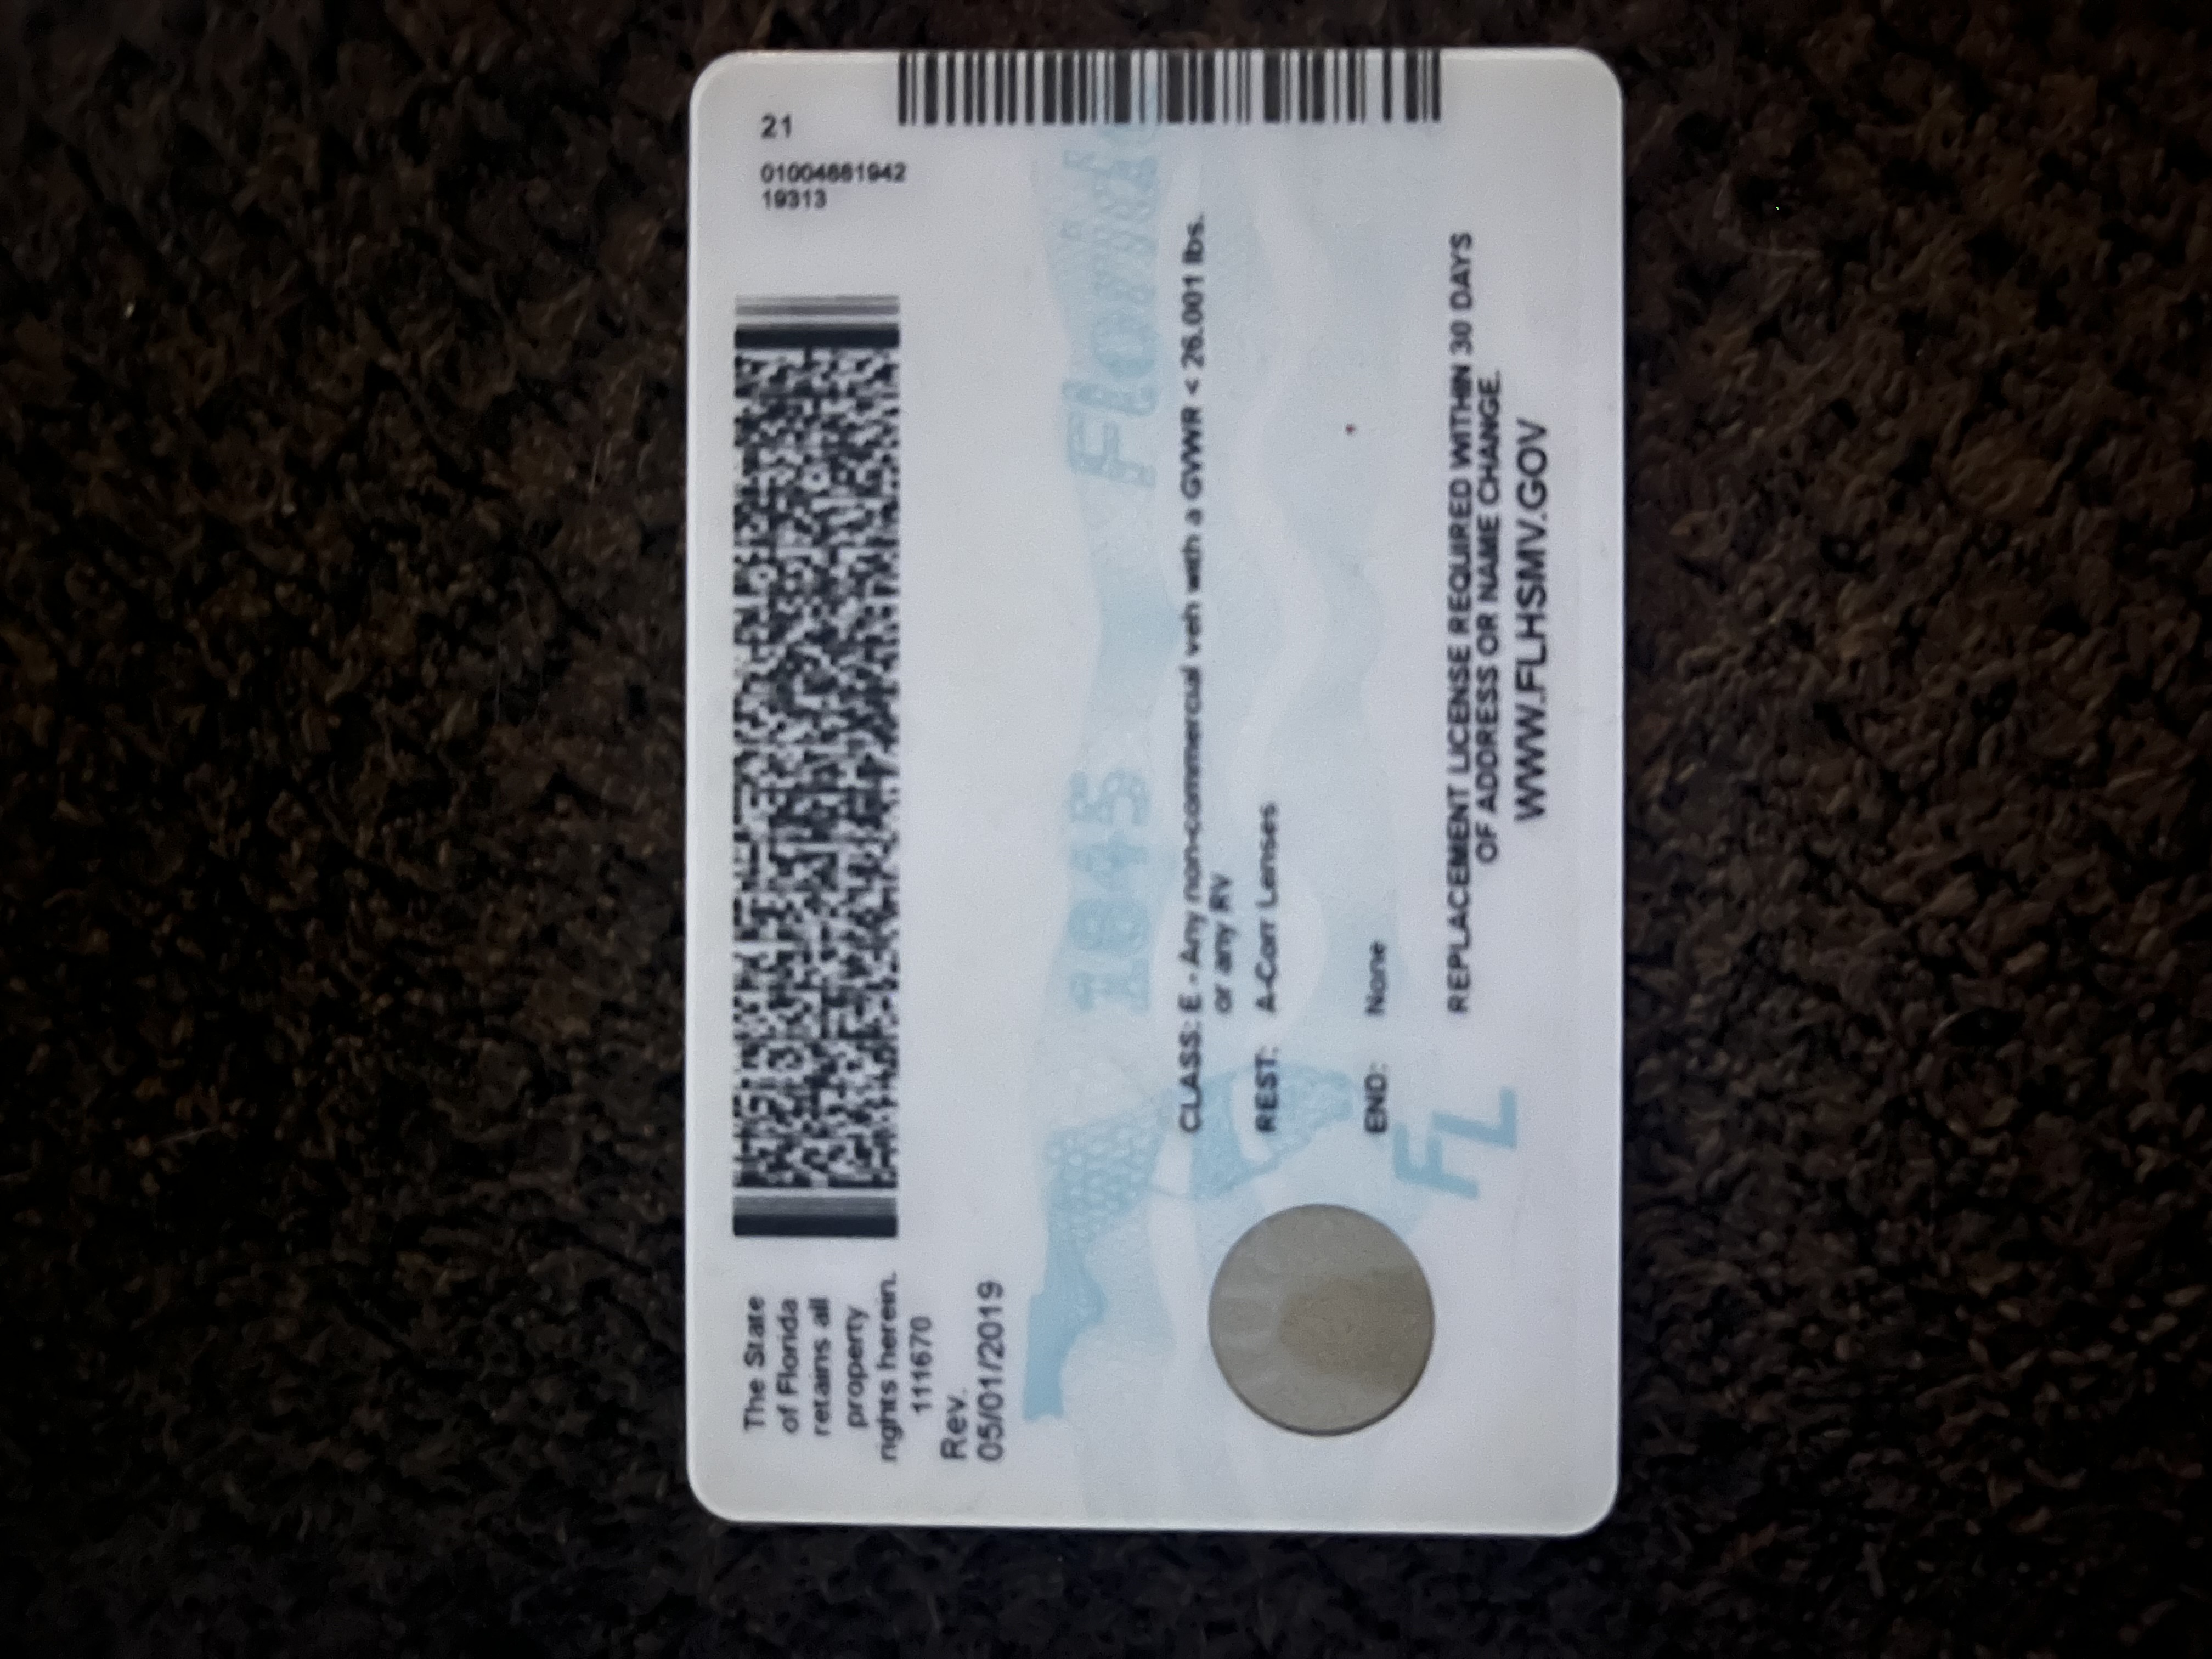 The State
of Florida
retains all
property
rights herein.
111670
Rev.
05/01/2019
21
0100468681942
19313
1845
Florida
CLASS: E - Any non-commercial veh with a GVWR < 26.001 lbs.
or any RV
REST: A-Corr Lenses
END: None
FL
REPLACEMENT LICENSE REQUIRED WITHIN 30 DAYS
OF ADDRESS OR NAME CHANGE.
WWW.FLHSMV.GOV